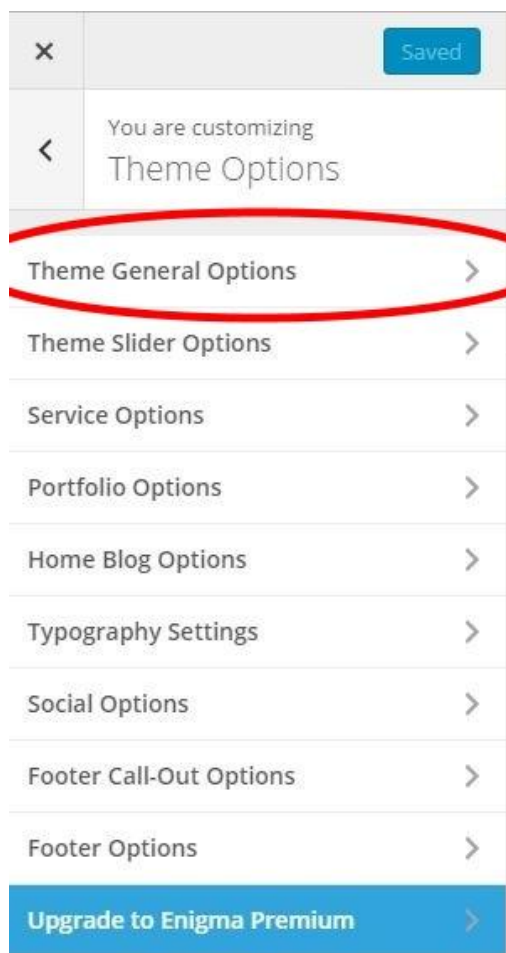 Saved
You are customizing
Theme Options
Theme General Options
Theme Slider Options
Service Options
Portfolio Options
Home Blog Options
Typography Settings
Social Options
Footer Call-Out Options
Footer Options
Upgrade to Enigma Premium